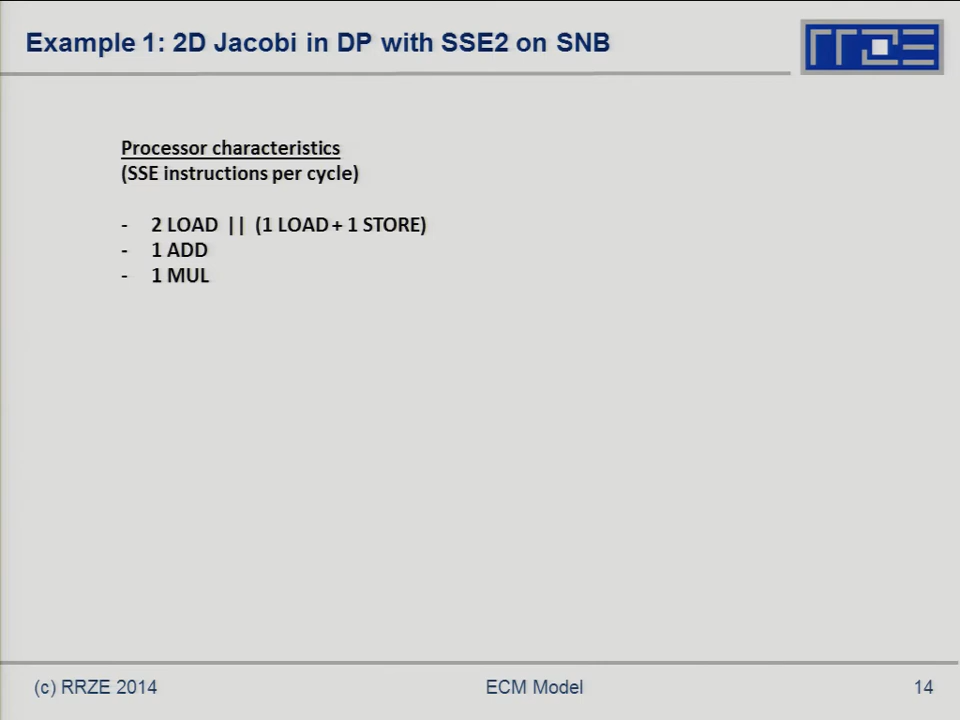 Example 1: 2D Jacobi in DP with SSE2 on SNB
RRZE
Processor characteristics
(SSE instructions per cycle)
- 2 LOAD || (1 LOAD + 1 STORE)
- 1 ADD
- 1 MUL
(c) RRZE 2014
ECM Model
14